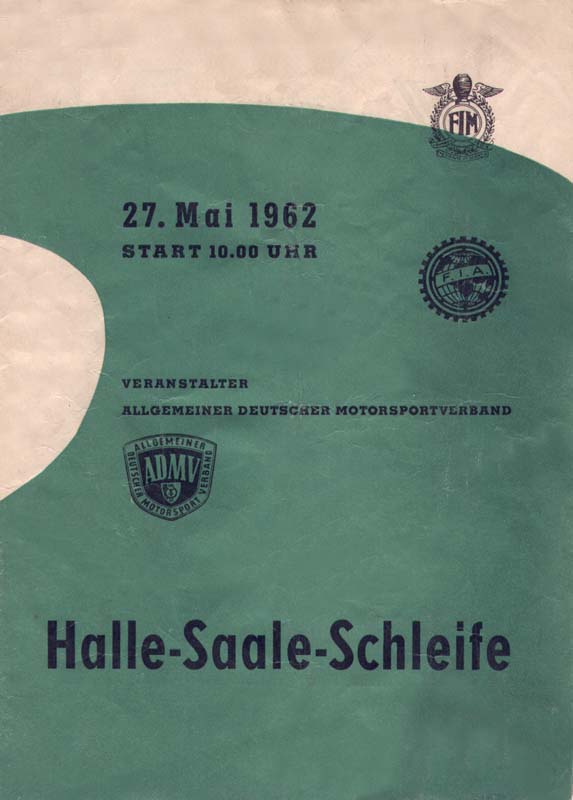 FIM
27. Mai 1962
START 10.00 UHR
F.I.A.
VERANSTALTER
ALLGEMEINER DEUTSCHER MOTORSPORTVERBAND
ALLGEMEINER
DEUTSCHER MOTORSPORT VERBAND
ADMV
Halle-Saale-Schleife